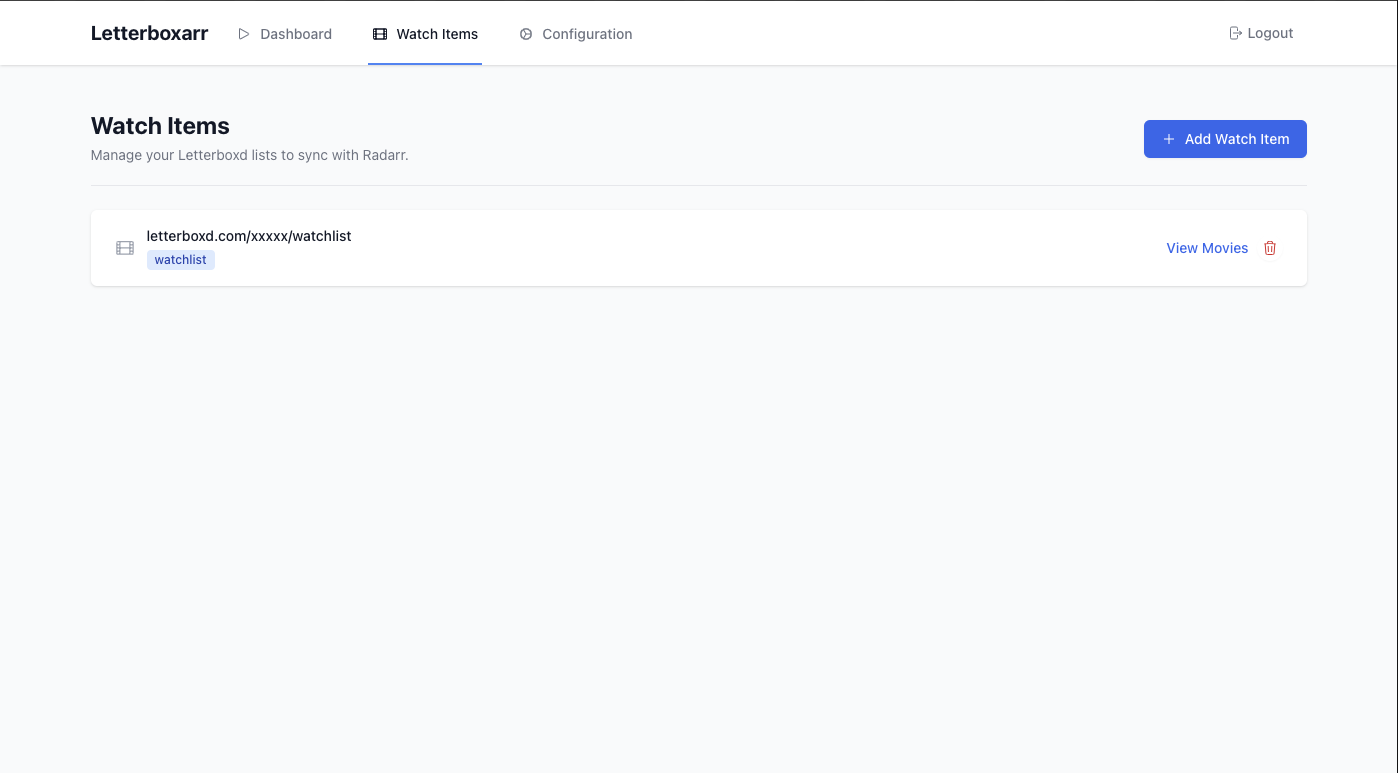 Letterboxarr Dashboard Watch Items Configuration Logout
Watch Items
Manage your Letterboxd lists to sync with Radarr.
Add Watch Item
letterboxd.com/xxxxx/watchlist
watchlist
View Movies